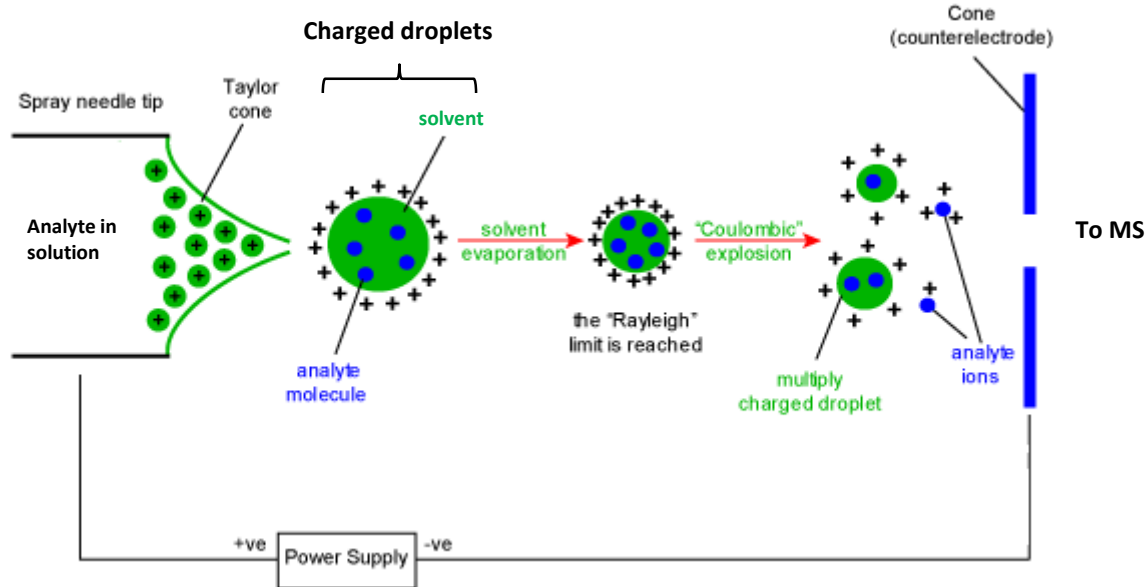 Charged droplets
Cone
(counterelectrode)
Spray needle tip
Taylor
cone
solvent
Analyte in
solution
solvent
evaporation
"Coulombic"
explosion
To MS
the "Rayleigh"
limit is reached
analyte
molecule
multiply
charged droplet
analyte
ions
+ve
Power Supply
-ve